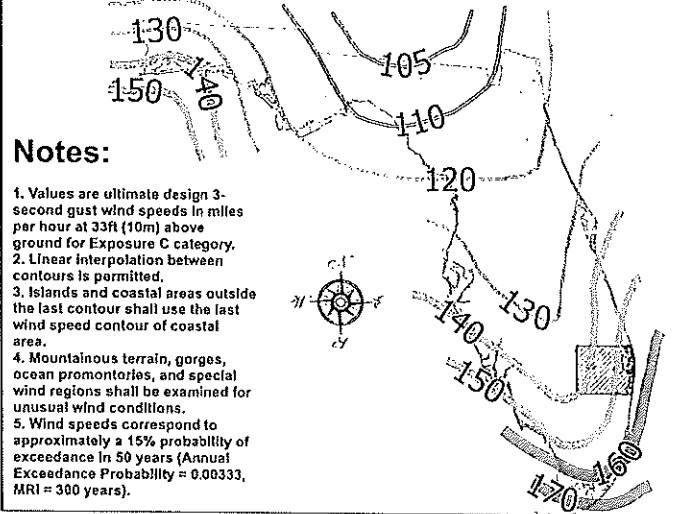 130
105
150
140
110
Notes:
120
1. Values are ultimate design 3-
second gust wind speeds in miles
per hour at 33ft (10m) above
ground for Exposure C category.
2. Linear interpolation between
contours is permitted.
3. Islands and coastal areas outside
the last contour shall use the last
wind speed contour of coastal
area.
4. Mountainous terrain, gorges,
ocean promontories, and special
wind regions shall be examined for
unusual wind conditions.
5. Wind speeds correspond to
approximately a 15% probability of
exceedance in 50 years (Annual
Exceedance Probability = 0.00333,
MRI = 300 years).
N
E
S
130
140
150
160
170